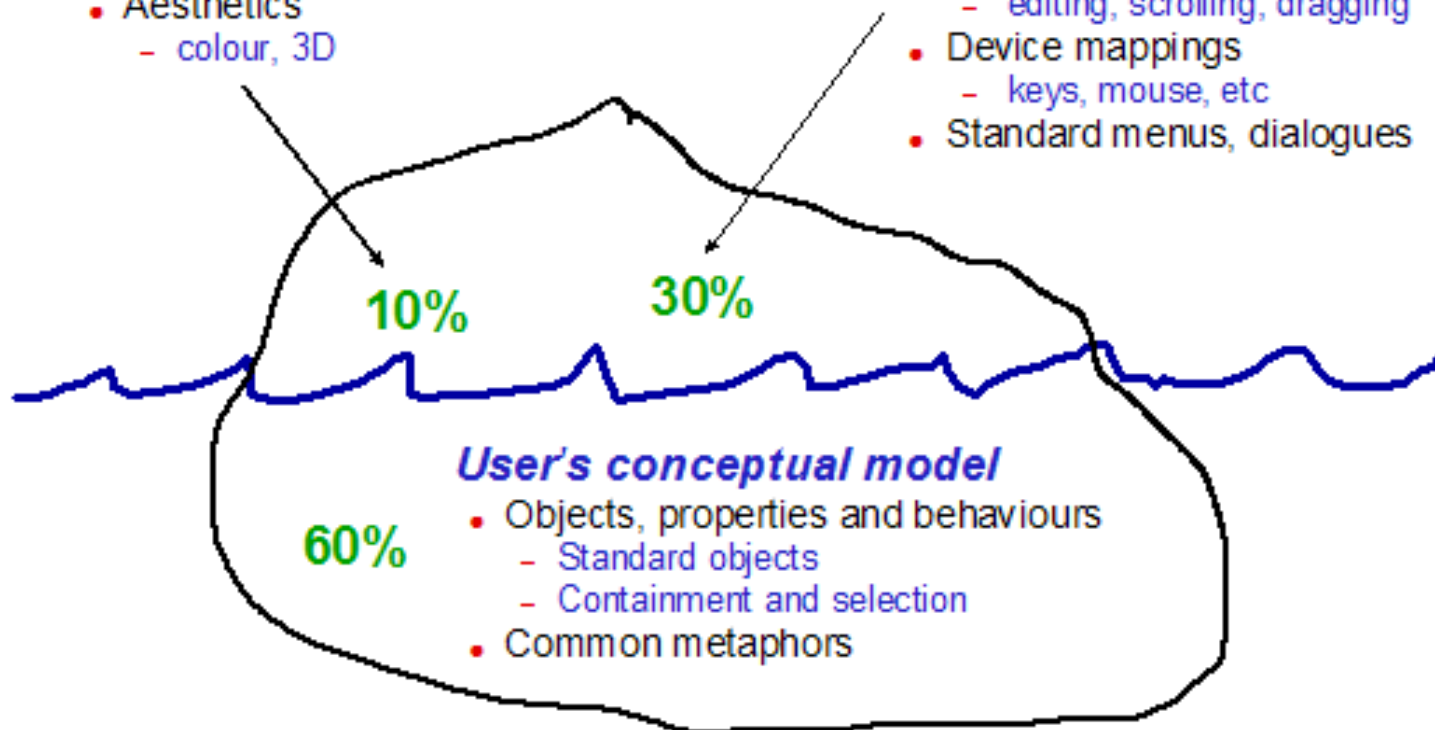 • Aesthetics
– colour, 3D
– editing, scrolling, dragging
• Device mappings
– keys, mouse, etc
• Standard menus, dialogues
10%
30%
User's conceptual model
• Objects, properties and behaviours
– Standard objects
– Containment and selection
• Common metaphors
60%